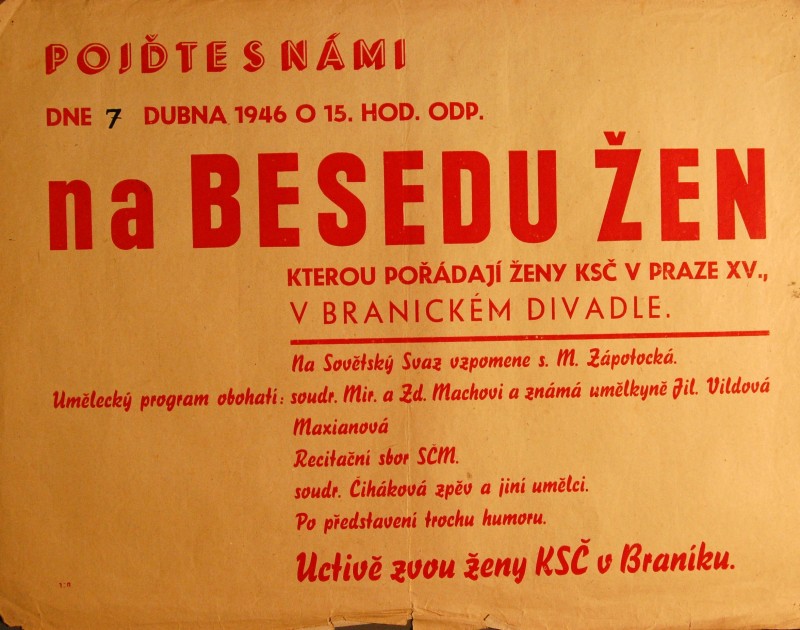 POJĎTE S NÁMI
DNE 7 DUBNA 1946 O 15. HOD. ODP.
na BESEDU ŽEN
KTEROU POŘÁDAJÍ ŽENY KSČ V PRAZE XV.,
V BRANICKÉM DIVADLE.
Na Sovětský Svaz vzpomene s. M. Zápotocká.
Umělecký program obohatí: soudr. Mir. a Zd. Machovi a známá umělkyně Jil. Vildová
Maxianová
Recitační sbor SČM.
soudr. Čiháková zpěv a jiní umělci.
Po představení trochu humoru.
Uctivě zvou ženy KSČ v Braníku.